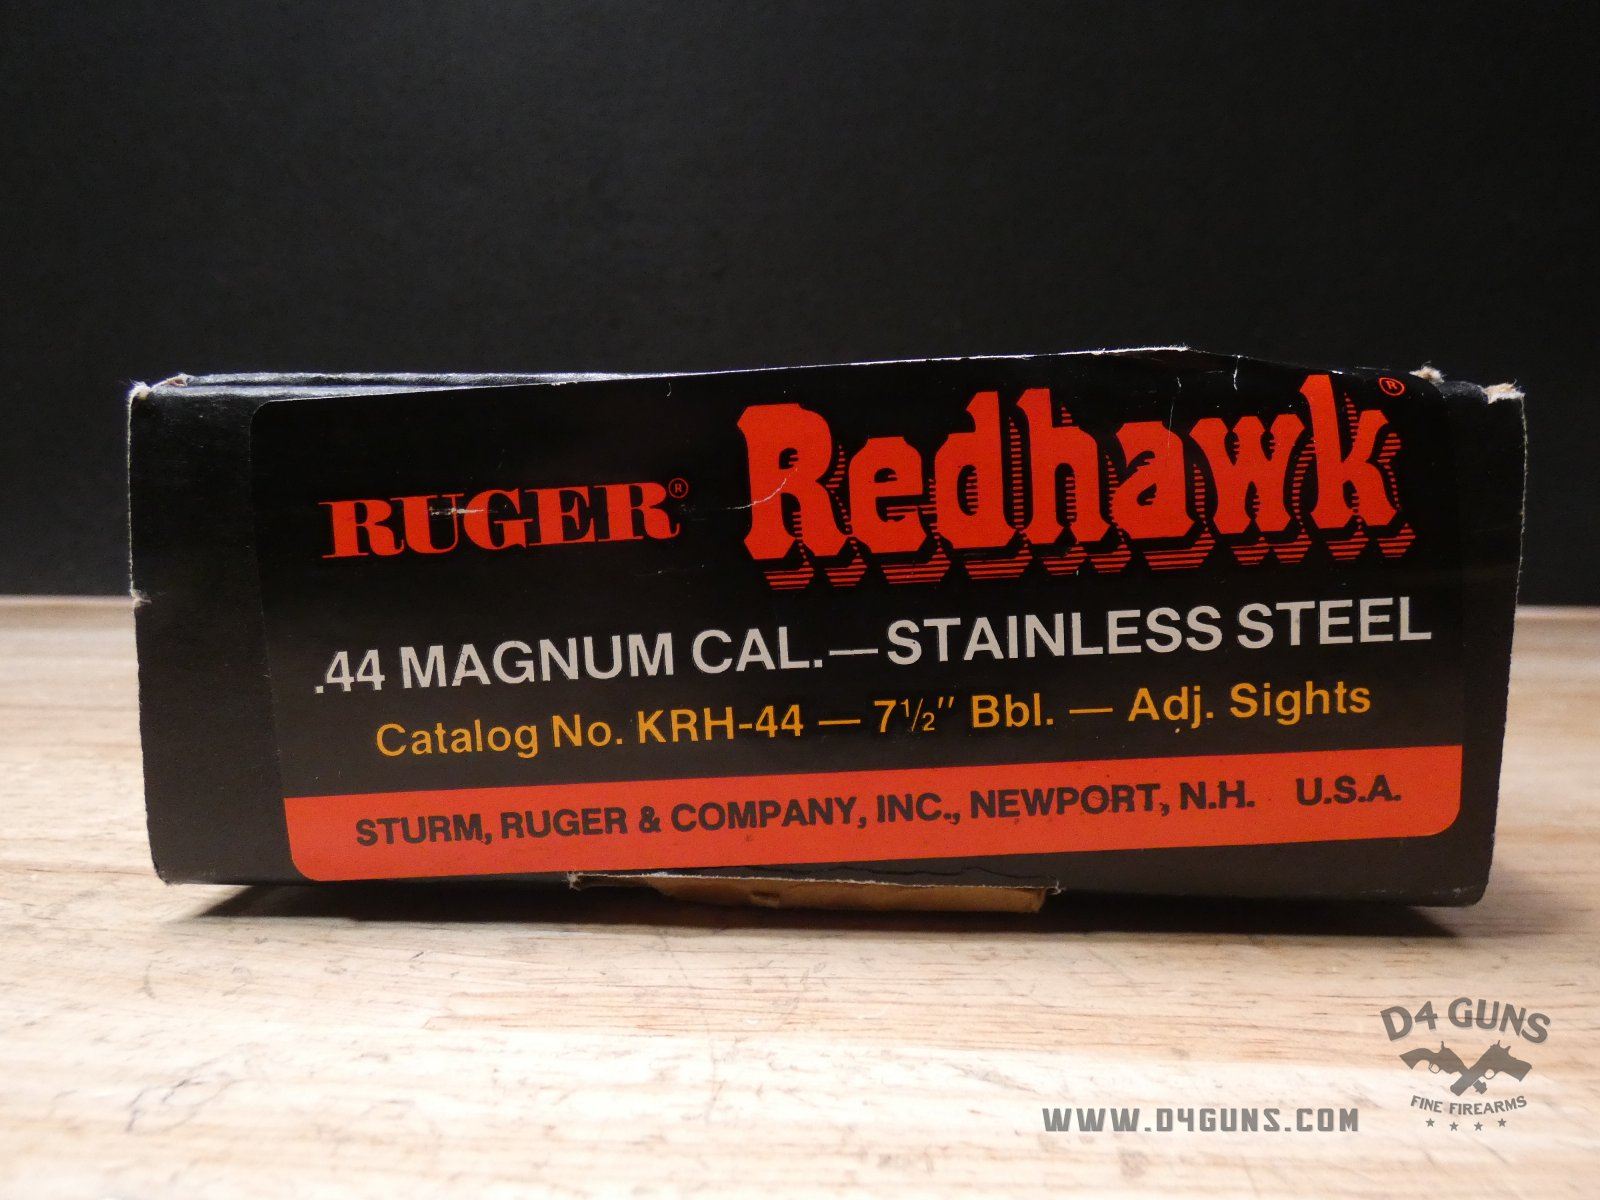 RUGER® Redhawk®
.44 MAGNUM CAL.—STAINLESS STEEL
Catalog No. KRH-44 — 7½" Bbl. — Adj. Sights
STURM, RUGER & COMPANY, INC., NEWPORT, N.H. U.S.A.
D4 GUNS
FINE FIREARMS
WWW.D4GUNS.COM